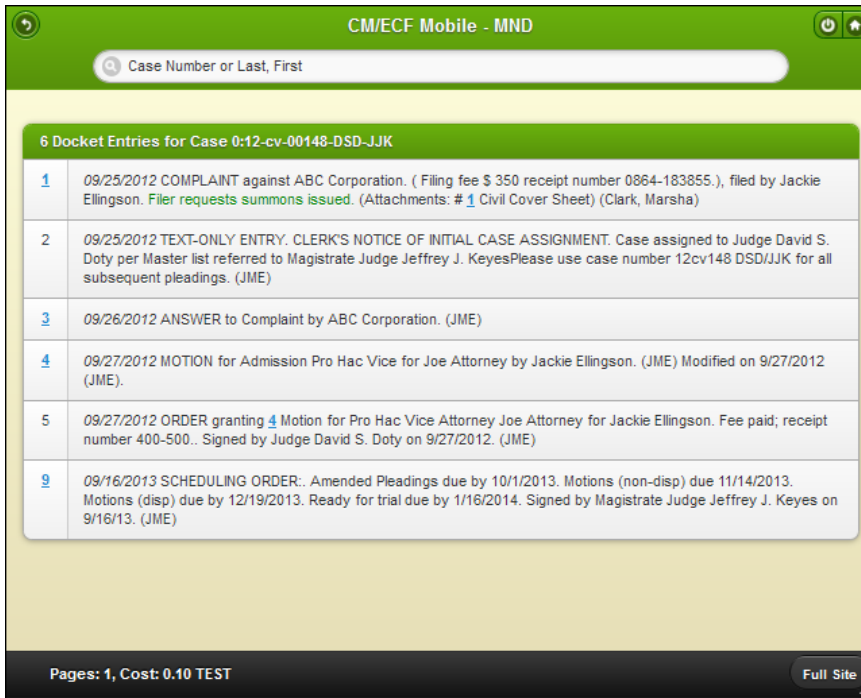 CM/ECF Mobile - MND
Case Number or Last, First
6 Docket Entries for Case 0:12-cv-00148-DSD-JJK
1 09/25/2012 COMPLAINT against ABC Corporation. ( Filing fee $ 350 receipt number 0864-183855.), filed by Jackie
Ellingson. Filer requests summons issued. (Attachments: # 1 Civil Cover Sheet) (Clark, Marsha)
2 09/25/2012 TEXT-ONLY ENTRY. CLERK'S NOTICE OF INITIAL CASE ASSIGNMENT. Case assigned to Judge David S.
Doty per Master list referred to Magistrate Judge Jeffrey J. KeyesPlease use case number 12cv148 DSD/JJK for all
subsequent pleadings. (JME)
3 09/26/2012 ANSWER to Complaint by ABC Corporation. (JME)
4 09/27/2012 MOTION for Admission Pro Hac Vice for Joe Attorney by Jackie Ellingson. (JME) Modified on 9/27/2012
(JME).
5 09/27/2012 ORDER granting 4 Motion for Pro Hac Vice Attorney Joe Attorney for Jackie Ellingson. Fee paid; receipt
number 400-500.. Signed by Judge David S. Doty on 9/27/2012. (JME)
9 09/16/2013 SCHEDULING ORDER:. Amended Pleadings due by 10/1/2013. Motions (non-disp) due 11/14/2013.
Motions (disp) due by 12/19/2013. Ready for trial due by 1/16/2014. Signed by Magistrate Judge Jeffrey J. Keyes on
9/16/13. (JME)
Pages: 1, Cost: 0.10 TEST
Full Site